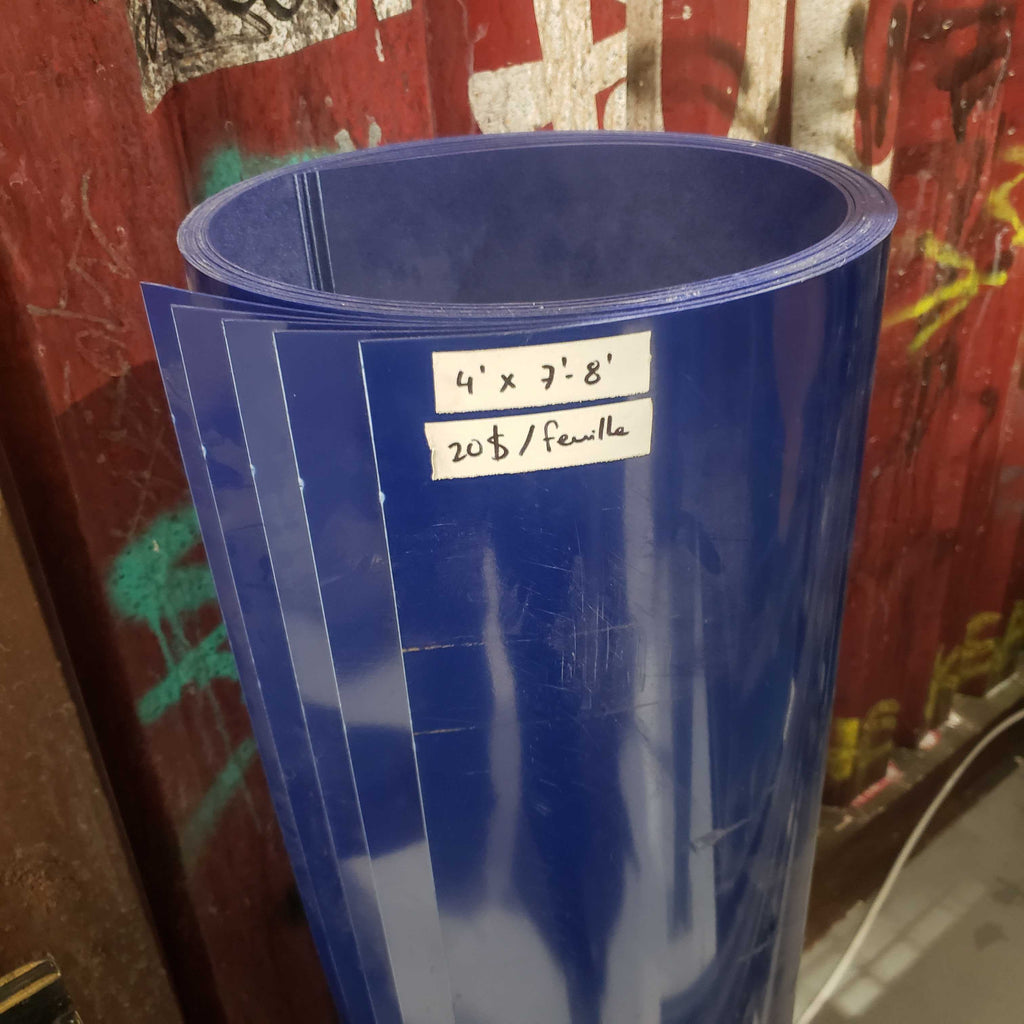 4' x 7'-8'
20$ / feuille